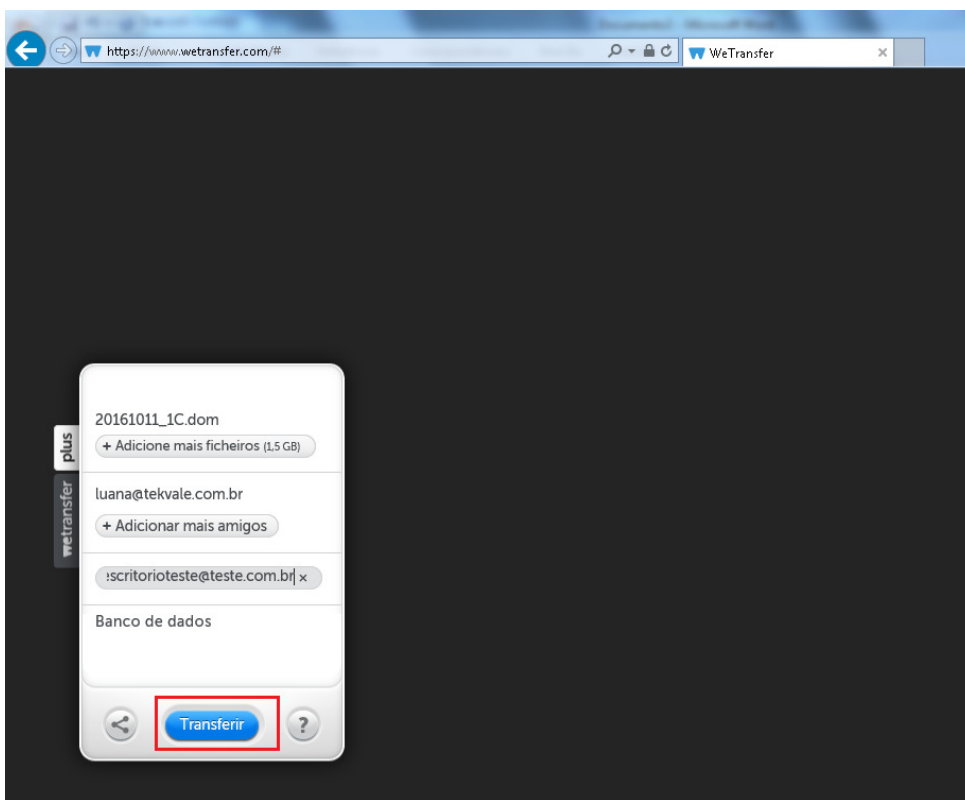 https://www.wetransfer.com/#
WeTransfer
20161011_1C.dom
+ Adicione mais ficheiros (1,5 GB)
plus
wetransfer
luana@tekvale.com.br
+ Adicionar mais amigos
scritorioteste@teste.com.br
Banco de dados
Transferir
?